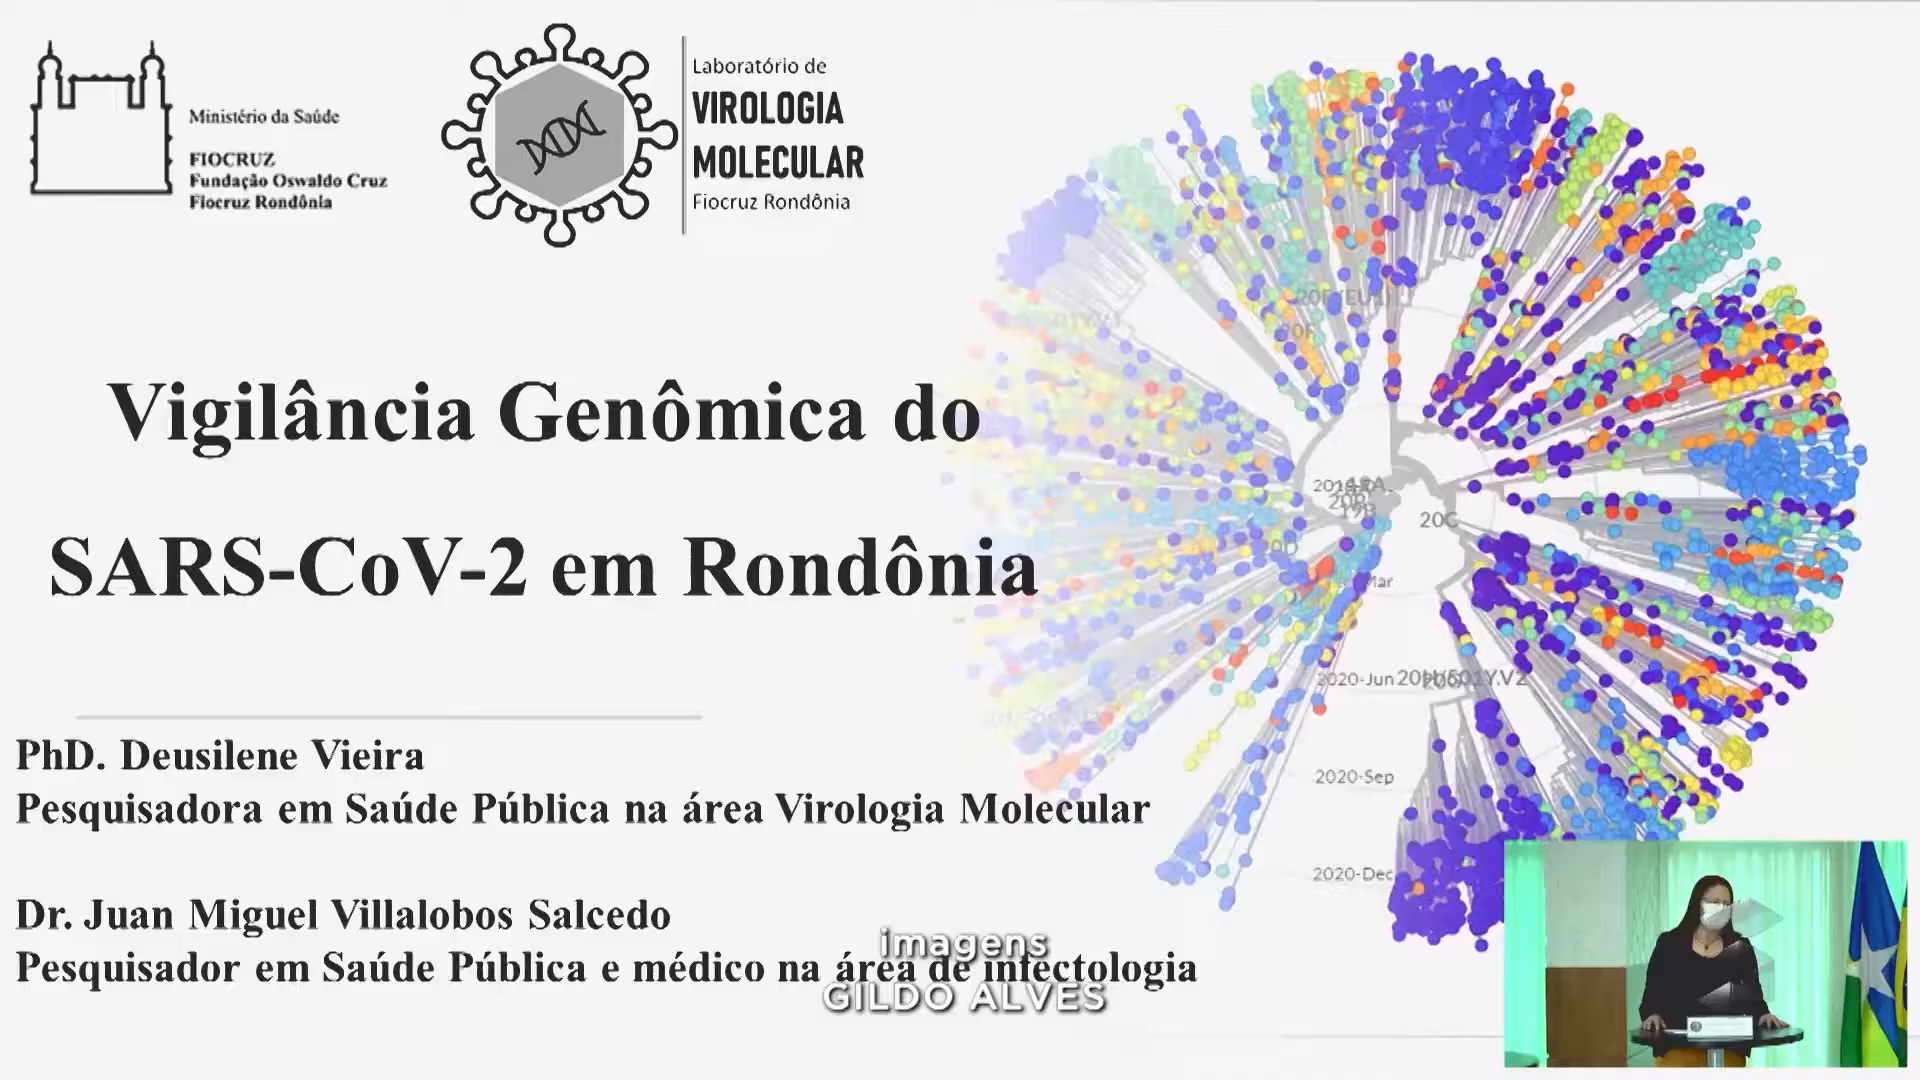 Ministério da Saúde
FIOCRUZ
Fundação Oswaldo Cruz
Fiocruz Rondônia
Laboratório de
VIROLOGIA
MOLECULAR
Fiocruz Rondônia
Vigilância Genômica do
SARS-CoV-2 em Rondônia
PhD. Deusilene Vieira
Pesquisadora em Saúde Pública na área Virologia Molecular
Dr. Juan Miguel Villalobos Salcedo
Pesquisador em Saúde Pública e médico na área de infectologia
imagens
GILDO ALVES
20C
Mar
2020-Jun
2020-Sep
2020-Dec